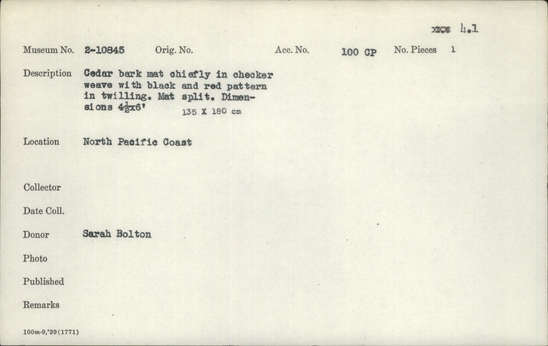 4.1
Museum No. 2-10845 Orig. No. Acc. No. 100 CP No. Pieces 1
Description Cedar bark mat chiefly in checker
weave with black and red pattern
in twilling. Mat split. Dimen-
sions 4½x6' 135 X 180 cm
Location North Pacific Coast
Collector
Date Coll.
Donor Sarah Bolton
Photo
Published
Remarks
100m-9,'39(1771)